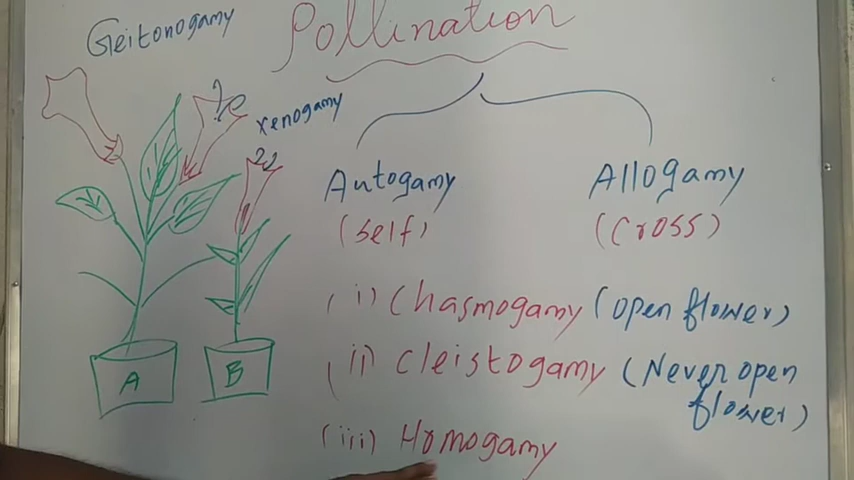 Geitonogamy
Pollination
xenogamy
Autogamy
(self)
Allogamy
(Cross)
(i) Chasmogamy (open flower)
(ii) Cleistogamy (Never open
flower)
(iii) Homogamy
A
B